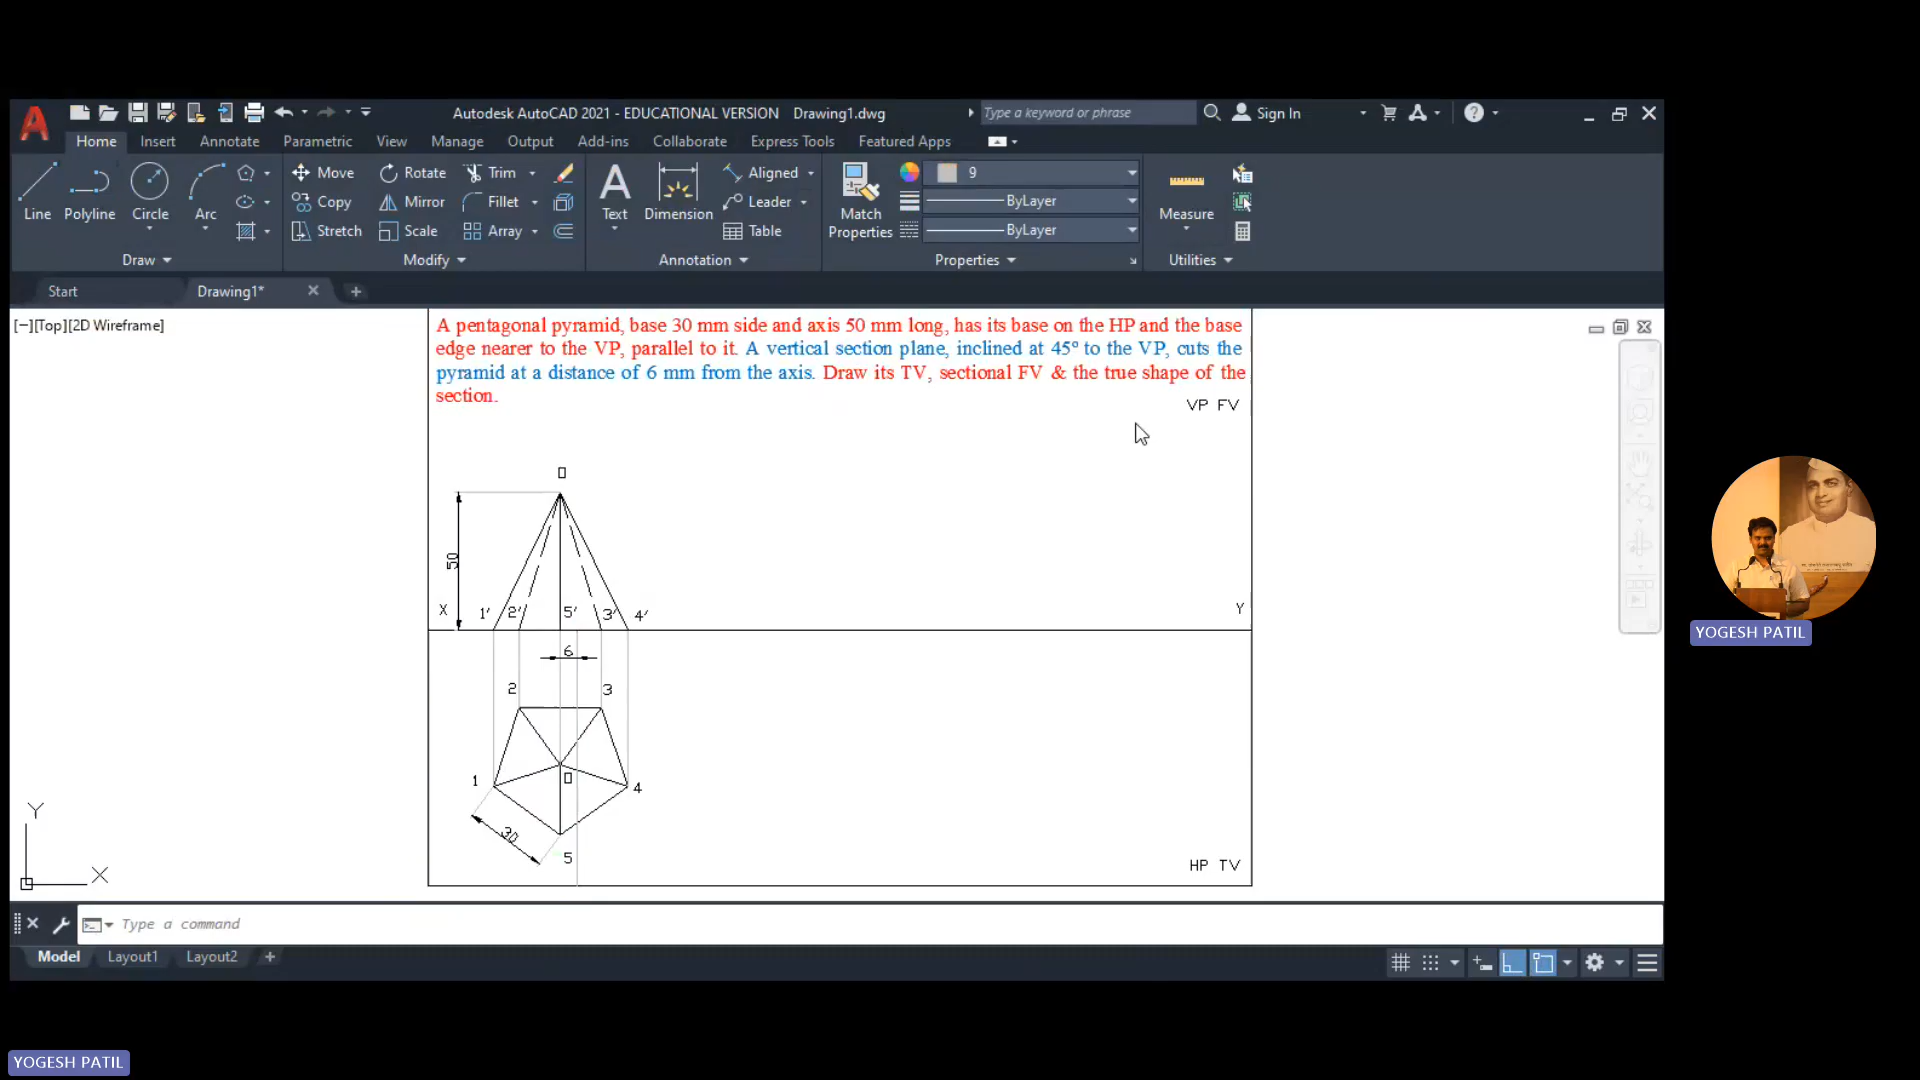 Autodesk AutoCAD 2021 - EDUCATIONAL VERSION Drawing1.dwg
Type a keyword or phrase
Sign In
Home Insert Annotate Parametric View Manage Output Add-ins Collaborate Express Tools Featured Apps
Line Polyline Circle Arc
Move Rotate Trim
Copy Mirror Fillet
Stretch Scale Array
Text Dimension
Aligned
Leader
Table
Match Properties
9
ByLayer
ByLayer
Measure
Draw Modify Annotation Properties Utilities
Start Drawing1*
[−][Top][2D Wireframe]
A pentagonal pyramid, base 30 mm side and axis 50 mm long, has its base on the HP and the base
edge nearer to the VP, parallel to it. A vertical section plane, inclined at 45º to the VP, cuts the
pyramid at a distance of 6 mm from the axis. Draw its TV, sectional FV & the true shape of the
section.
VP FV
O
50
X 1' 2' 5' 3' 4' Y
6
2 3
1 O 4
30
5
HP TV
Y
X
Type a command
Model Layout1 Layout2
YOGESH PATIL
YOGESH PATIL